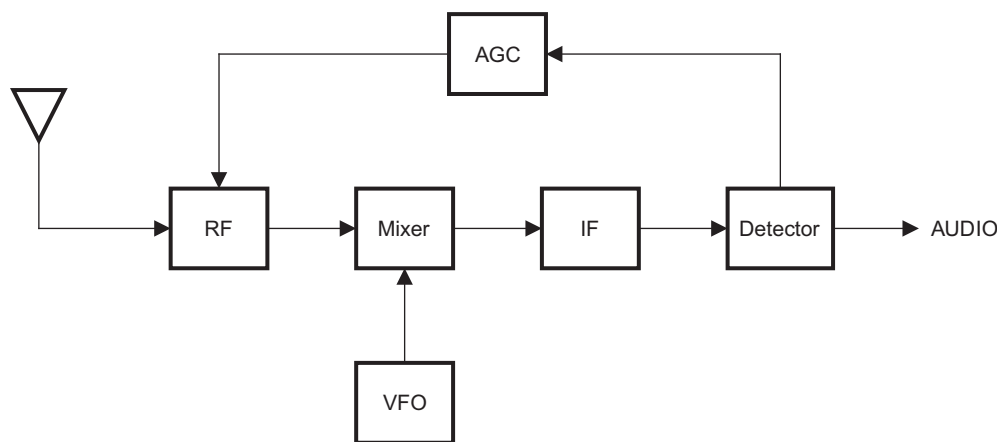 AGC
RF
Mixer
IF
Detector
AUDIO
VFO